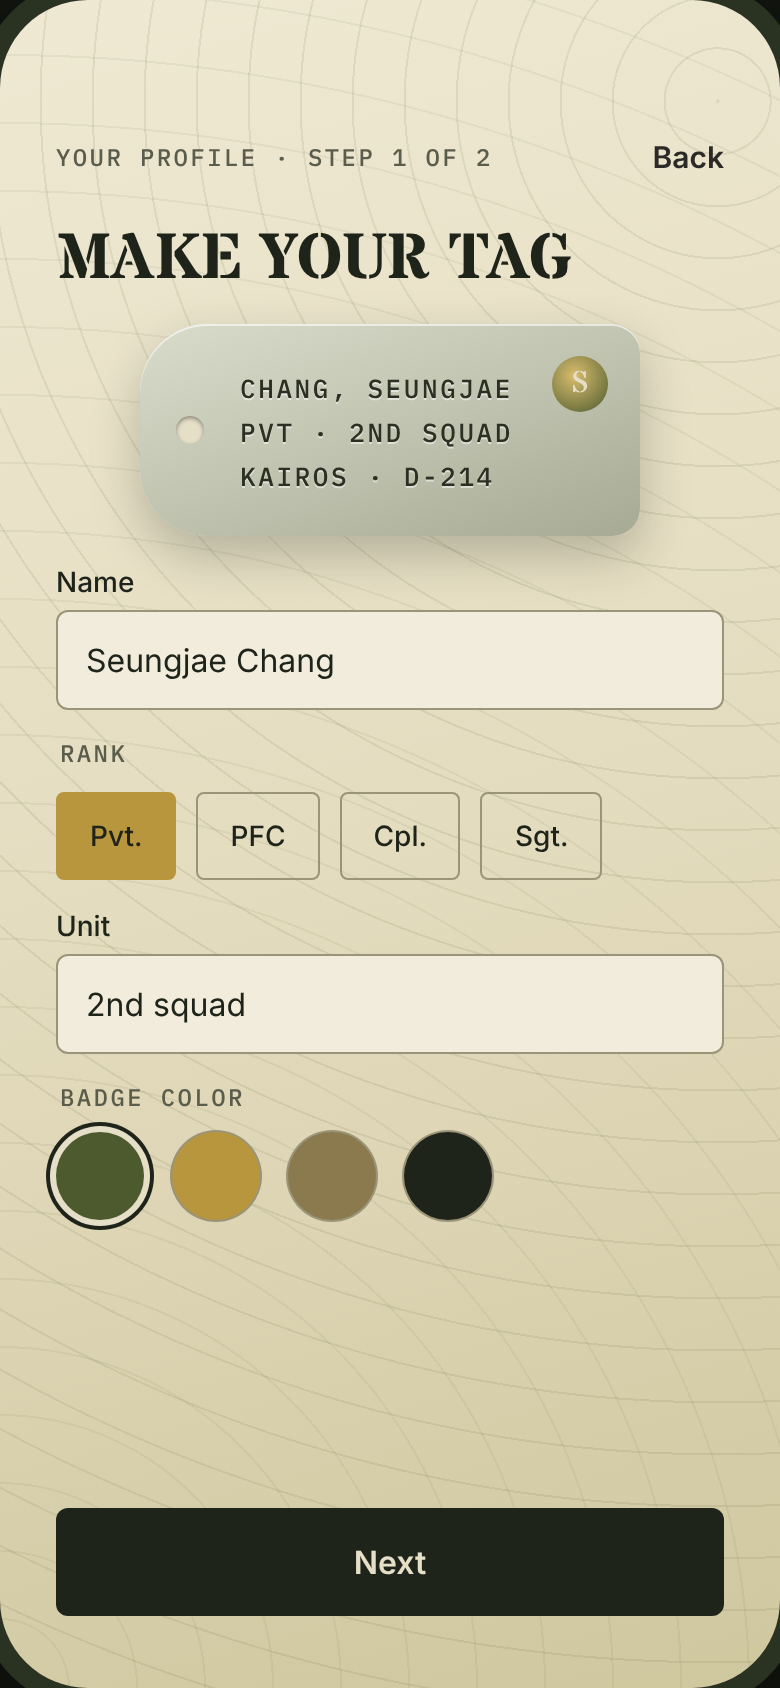 YOUR PROFILE · STEP 1 OF 2
Back
MAKE YOUR TAG
S
CHANG, SEUNGJAE
PVT · 2ND SQUAD
KAIROS · D-214
Name
Seungjae Chang
RANK
Pvt. PFC Cpl. Sgt.
Unit
2nd squad
BADGE COLOR
Next